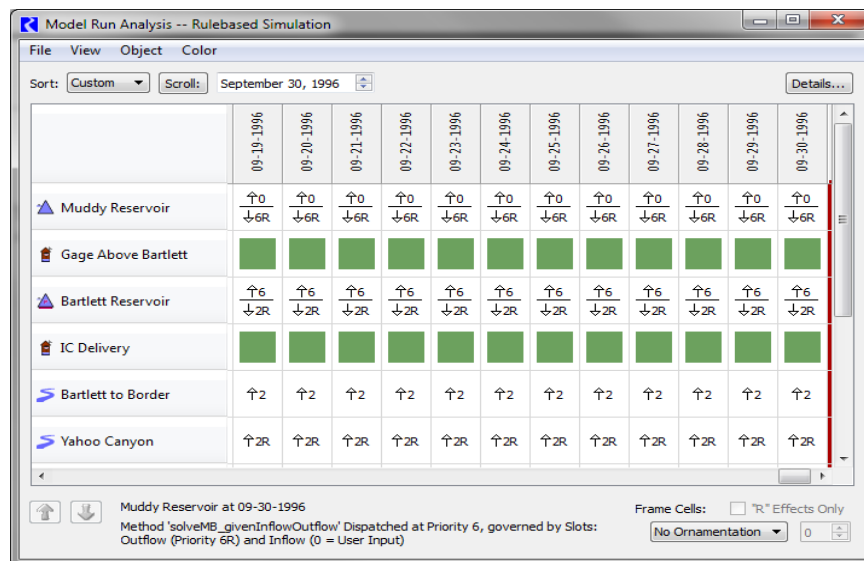 Model Run Analysis -- Rulebased Simulation
File View Object Color
Sort: Custom Scroll: September 30, 1996 Details...
09-19-1996 09-20-1996 09-21-1996 09-22-1996 09-23-1996 09-24-1996 09-25-1996 09-26-1996 09-27-1996 09-28-1996 09-29-1996 09-30-1996
Muddy Reservoir ↑0 ↑0 ↑0 ↑0 ↑0 ↑0 ↑0 ↑0 ↑0 ↑0 ↑0 ↑0
↓6R ↓6R ↓6R ↓6R ↓6R ↓6R ↓6R ↓6R ↓6R ↓6R ↓6R ↓6R
Gage Above Bartlett
Bartlett Reservoir ↑6 ↑6 ↑6 ↑6 ↑6 ↑6 ↑6 ↑6 ↑6 ↑6 ↑6 ↑6
↓2R ↓2R ↓2R ↓2R ↓2R ↓2R ↓2R ↓2R ↓2R ↓2R ↓2R ↓2R
IC Delivery
Bartlett to Border ↑2 ↑2 ↑2 ↑2 ↑2 ↑2 ↑2 ↑2 ↑2 ↑2 ↑2 ↑2
Yahoo Canyon ↑2R ↑2R ↑2R ↑2R ↑2R ↑2R ↑2R ↑2R ↑2R ↑2R ↑2R ↑2R
Muddy Reservoir at 09-30-1996
Method 'solveMB_givenInflowOutflow' Dispatched at Priority 6, governed by Slots:
Outflow (Priority 6R) and Inflow (0 = User Input)
Frame Cells: "R" Effects Only
No Ornamentation 0